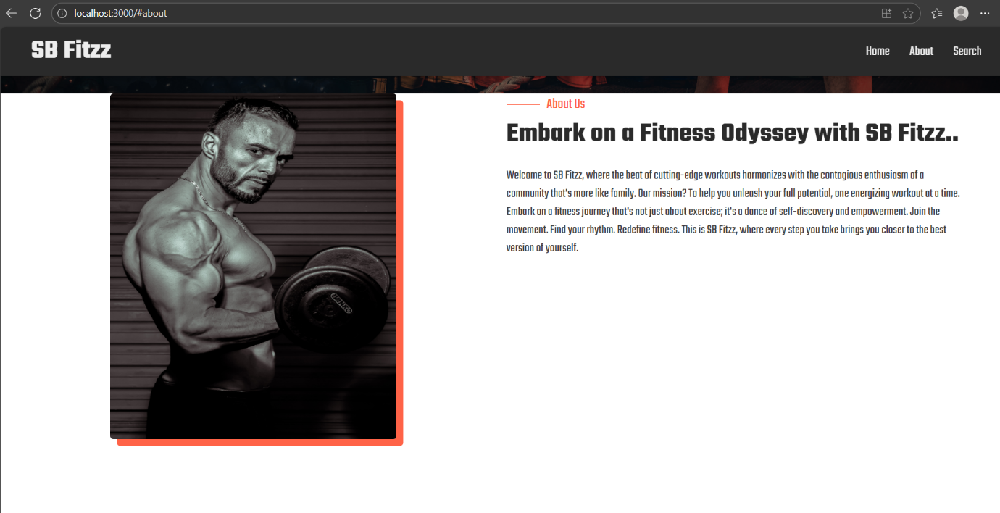 localhost:3000/#about
SB Fitzz
Home About Search
About Us
Embark on a Fitness Odyssey with SB Fitzz..
Welcome to SB Fitzz, where the beat of cutting-edge workouts harmonizes with the contagious enthusiasm of a
community that's more like family. Our mission? To help you unleash your full potential, one energizing workout at a time.
Embark on a fitness journey that's not just about exercise; it's a dance of self-discovery and empowerment. Join the
movement. Find your rhythm. Redefine fitness. This is SB Fitzz, where every step you take brings you closer to the best
version of yourself.